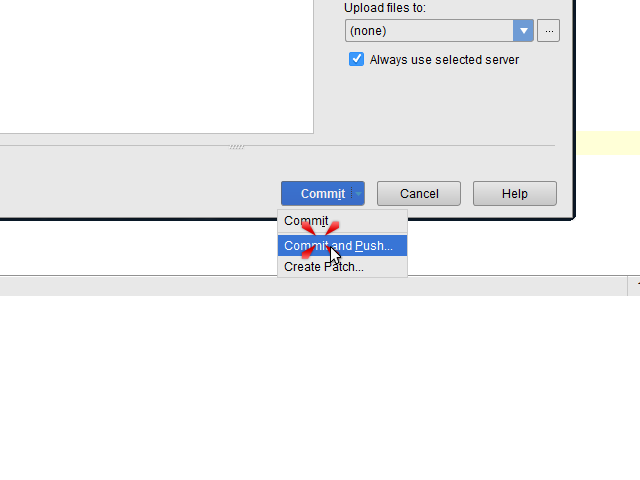 Upload files to:
(none)
...
Always use selected server
Commit
Cancel
Help
Commit
Commit and Push...
Create Patch...